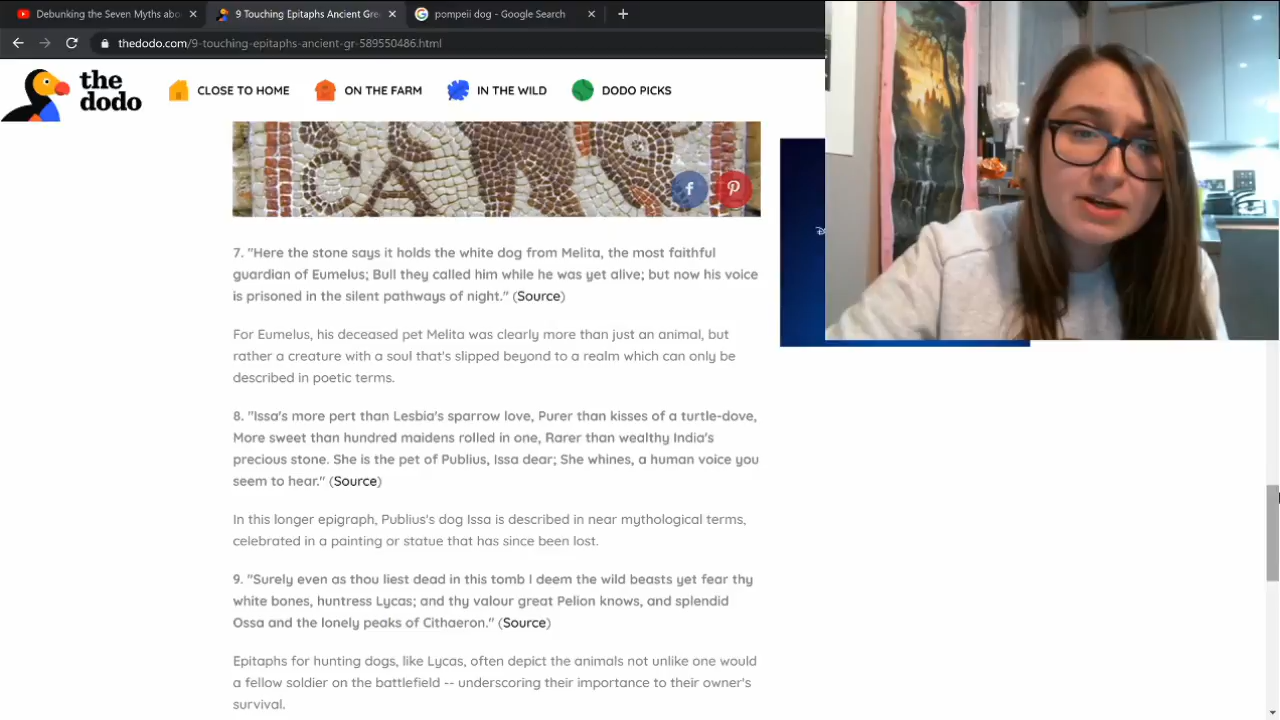 Debunking the Seven Myths abo
9 Touching Epitaphs Ancient Gre
pompeii dog - Google Search
thedodo.com/9-touching-epitaphs-ancient-gr-589550486.html
the
dodo
CLOSE TO HOME
ON THE FARM
IN THE WILD
DODO PICKS
CA
7. "Here the stone says it holds the white dog from Melita, the most faithful
guardian of Eumelus; Bull they called him while he was yet alive; but now his voice
is prisoned in the silent pathways of night." (Source)
For Eumelus, his deceased pet Melita was clearly more than just an animal, but
rather a creature with a soul that's slipped beyond to a realm which can only be
described in poetic terms.
8. "Issa's more pert than Lesbia's sparrow love, Purer than kisses of a turtle-dove,
More sweet than hundred maidens rolled in one, Rarer than wealthy India's
precious stone. She is the pet of Publius, Issa dear; She whines, a human voice you
seem to hear." (Source)
In this longer epigraph, Publius's dog Issa is described in near mythological terms,
celebrated in a painting or statue that has since been lost.
9. "Surely even as thou liest dead in this tomb I deem the wild beasts yet fear thy
white bones, huntress Lycas; and thy valour great Pelion knows, and splendid
Ossa and the lonely peaks of Cithaeron." (Source)
Epitaphs for hunting dogs, like Lycas, often depict the animals not unlike one would
a fellow soldier on the battlefield -- underscoring their importance to their owner's
survival.